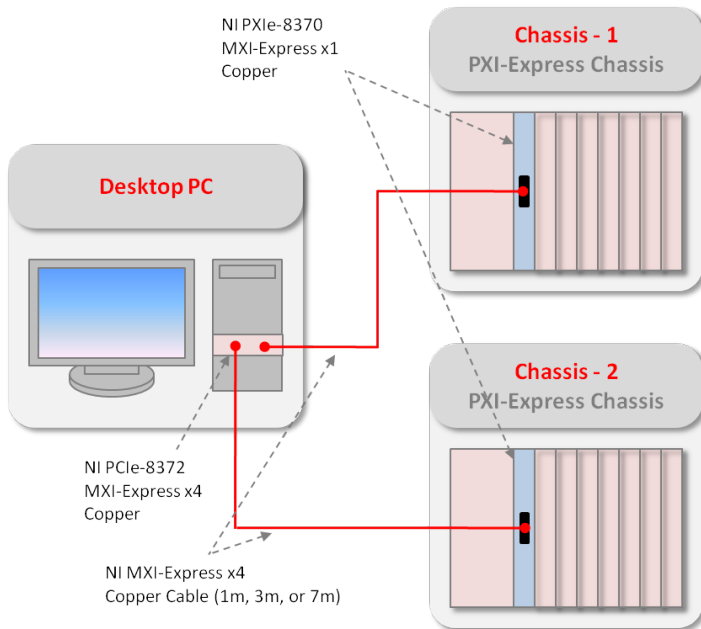 NI PXIe-8370
MXI-Express x1
Copper
Chassis - 1
PXI-Express Chassis
Desktop PC
Chassis - 2
PXI-Express Chassis
NI PCIe-8372
MXI-Express x4
Copper
NI MXI-Express x4
Copper Cable (1m, 3m, or 7m)